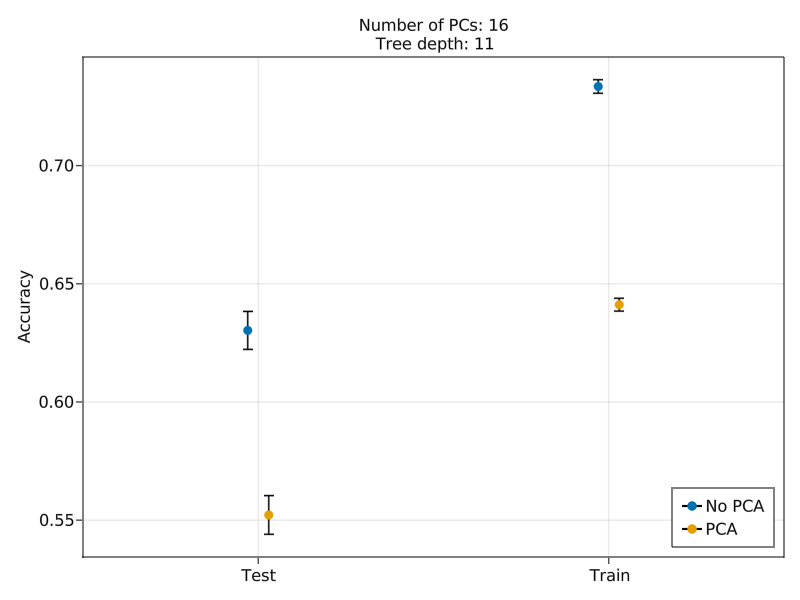 Number of PCs: 16
Tree depth: 11
Accuracy
0.70
0.65
0.60
0.55
Test
Train
No PCA
PCA